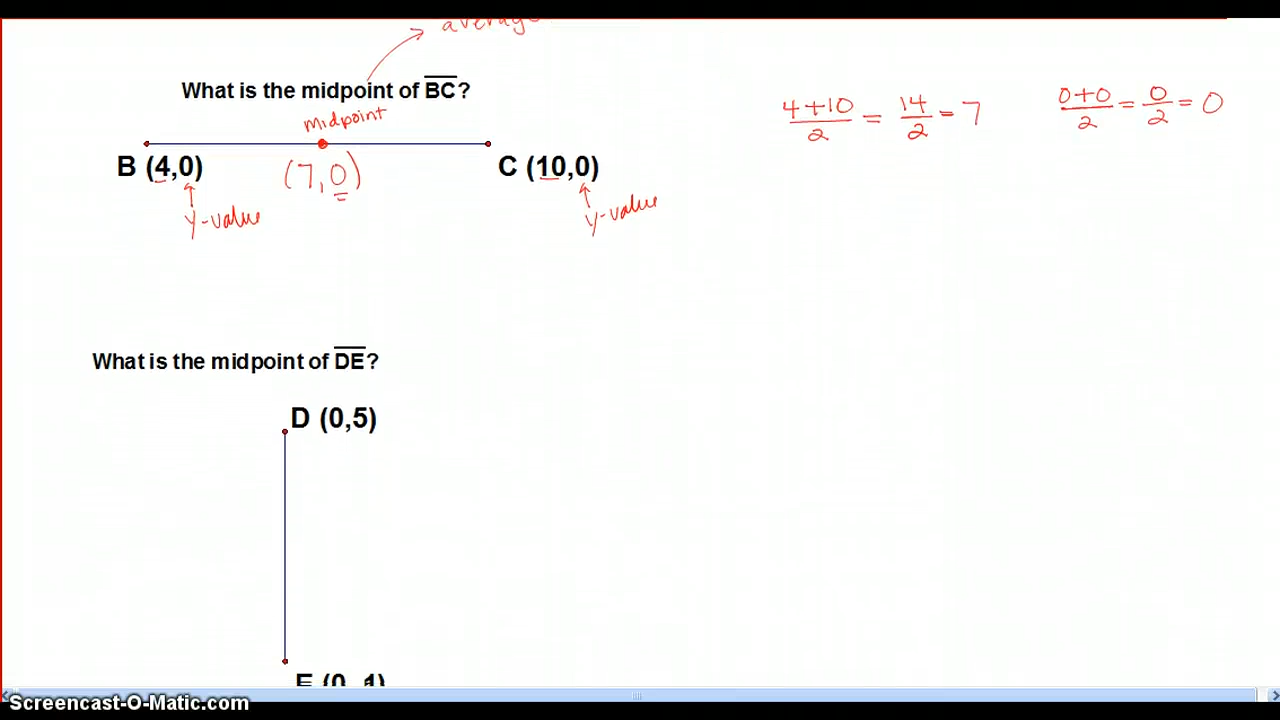 average
What is the midpoint of BC?
midpoint
4+10/2 = 14/2 = 7
0+0/2 = 0/2 = 0
B (4,0)
(7,0)
C (10,0)
y-value
y-value
What is the midpoint of DE?
D (0,5)
Screencast-O-Matic.com